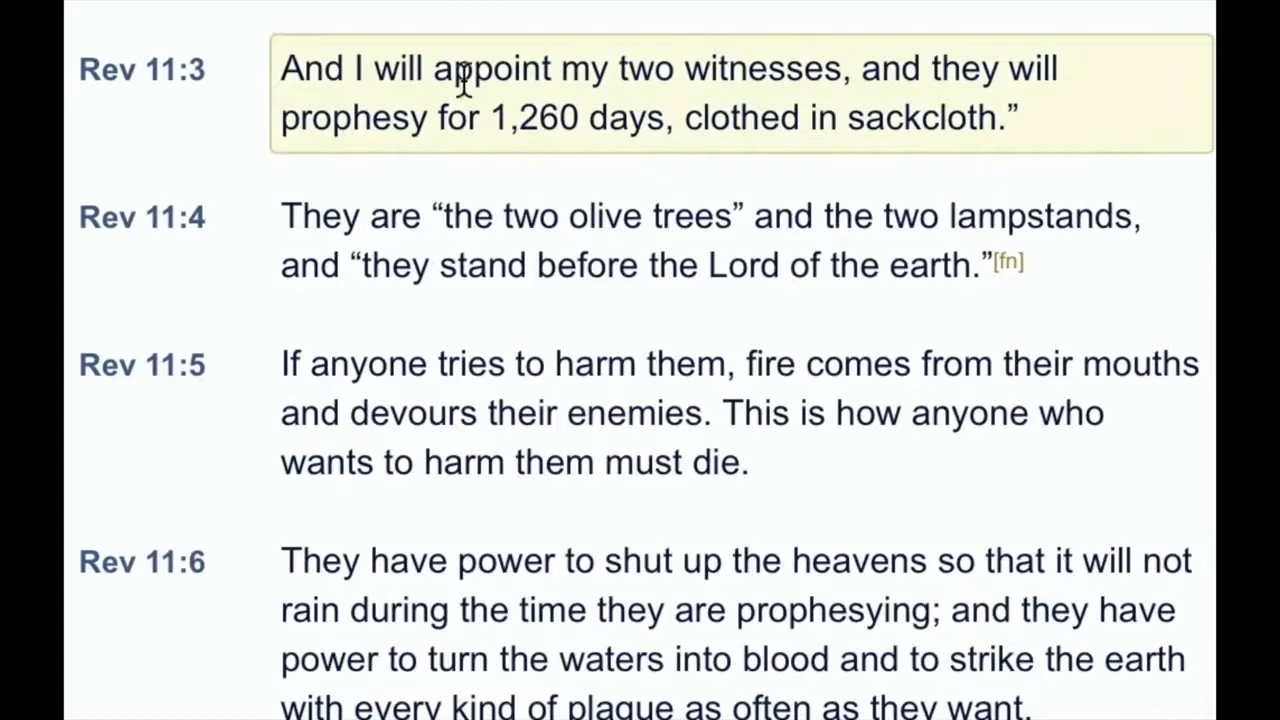 Rev 11:3 And I will appoint my two witnesses, and they will
prophesy for 1,260 days, clothed in sackcloth.”
Rev 11:4 They are “the two olive trees” and the two lampstands,
and “they stand before the Lord of the earth.”[fn]
Rev 11:5 If anyone tries to harm them, fire comes from their mouths
and devours their enemies. This is how anyone who
wants to harm them must die.
Rev 11:6 They have power to shut up the heavens so that it will not
rain during the time they are prophesying; and they have
power to turn the waters into blood and to strike the earth
with every kind of plague as often as they want.